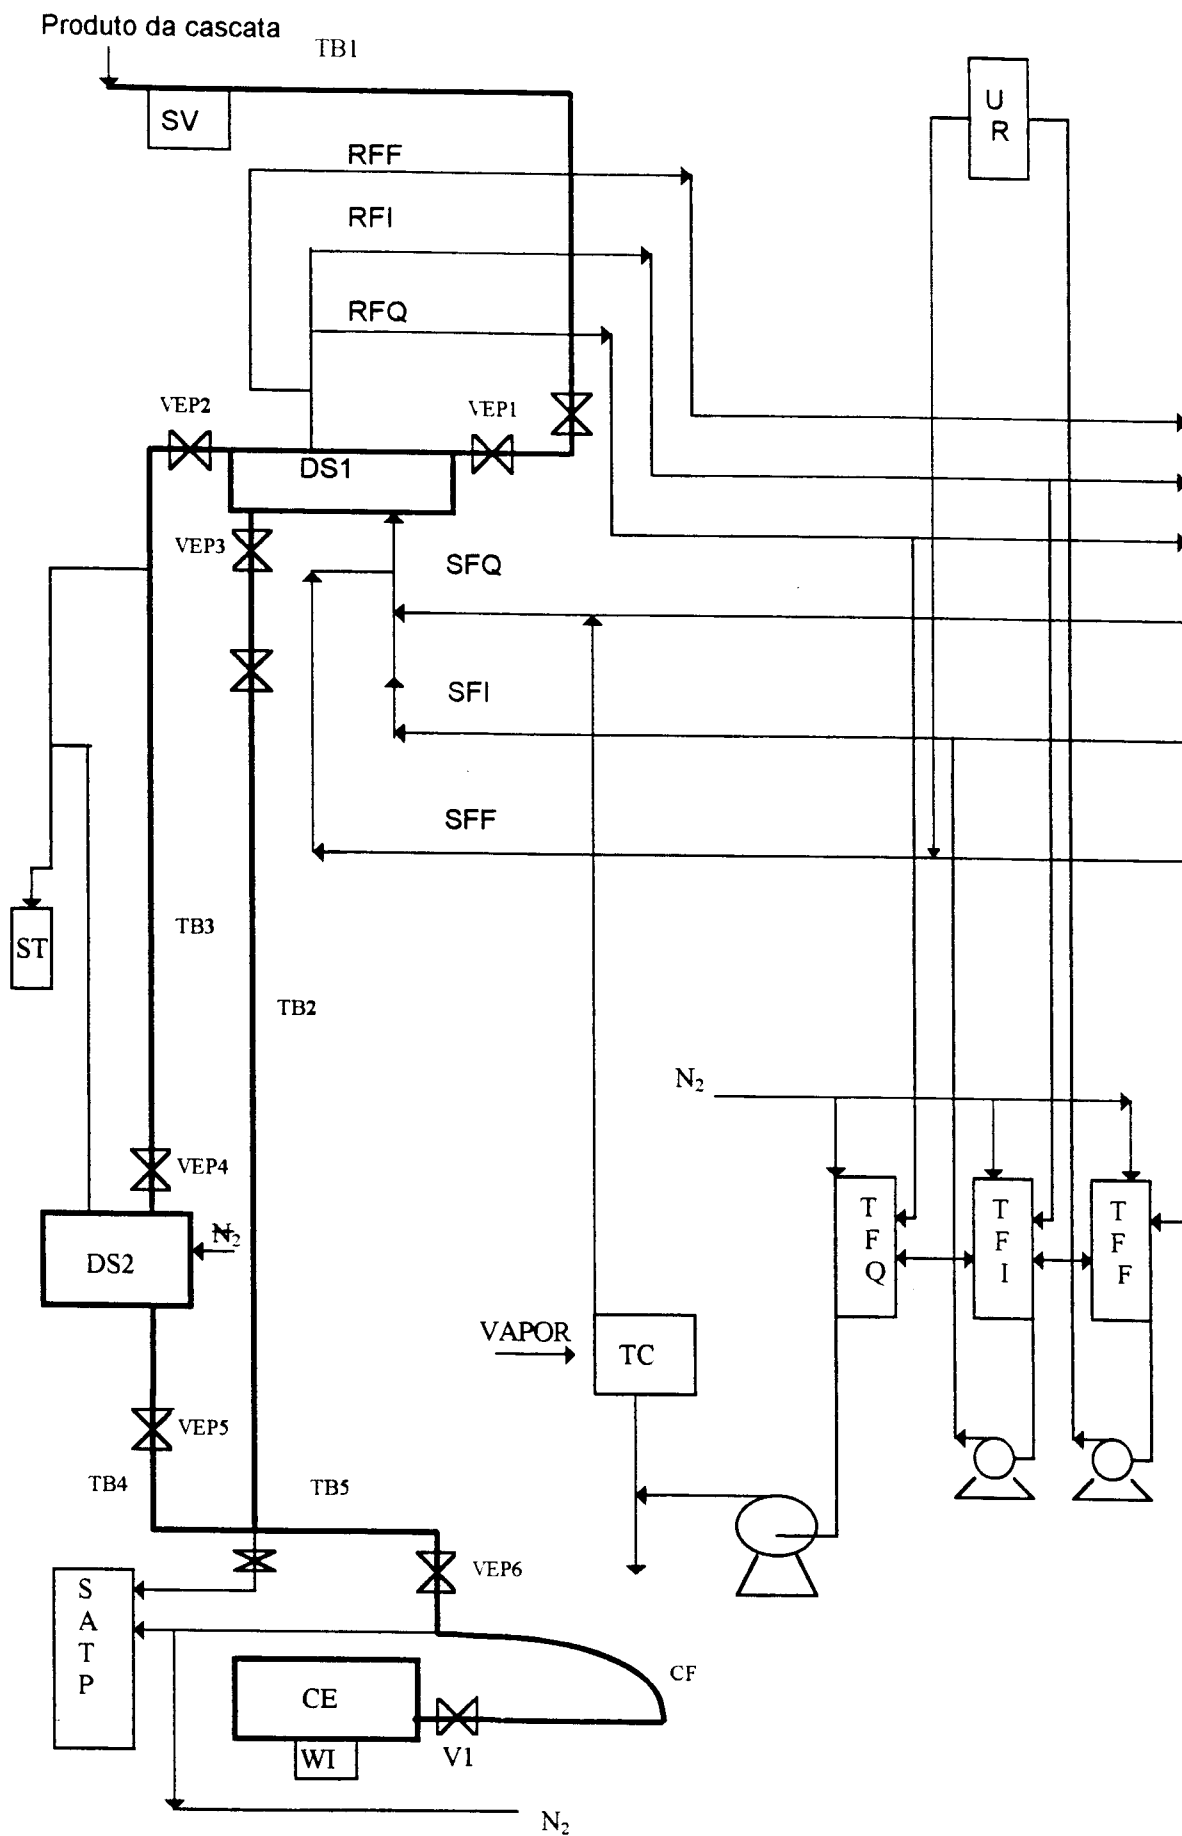 Produto da cascata
TB1
SV
U
R
RFF
RFI
RFQ
VEP2
VEP1
DS1
VEP3
SFQ
SFI
SFF
ST
TB3
TB2
N₂
VEP4
N₂
DS2
T
F
Q
T
F
I
T
F
F
VAPOR
TC
VEP5
TB4
TB5
VEP6
S
A
T
P
CF
CE
WI
V1
N₂